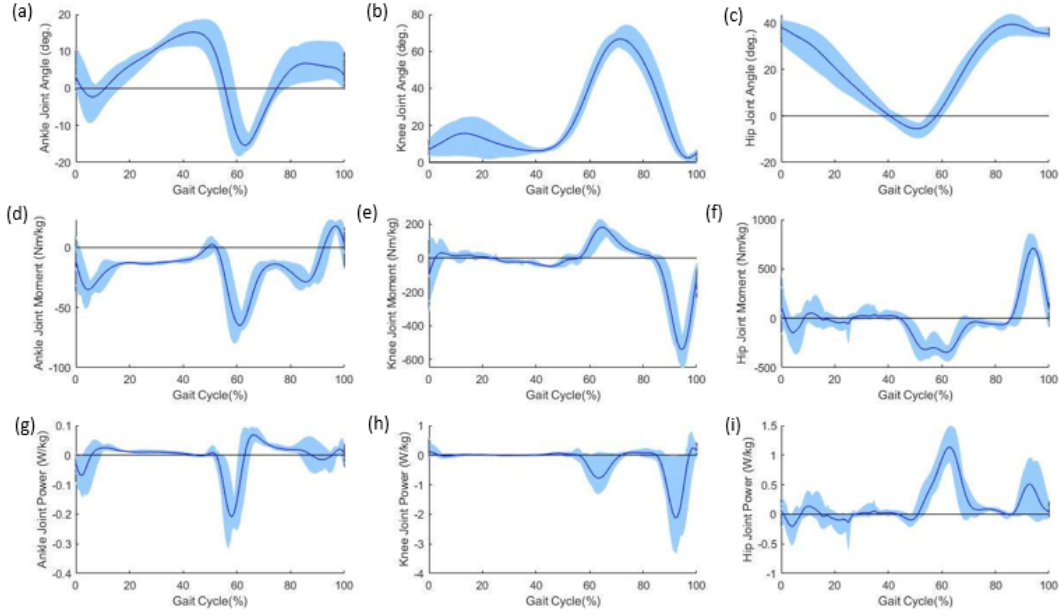 (a)
Ankle Joint Angle (deg.)
20
10
0
-10
-20
0 20 40 60 80 100
Gait Cycle(%)
(b)
Knee Joint Angle (deg.)
80
60
40
20
0
0 20 40 60 80 100
Gait Cycle(%)
(c)
Hip Joint Angle (deg.)
40
20
0
-20
0 20 40 60 80 100
Gait Cycle(%)
(d)
Ankle Joint Moment (Nm/kg)
0
-50
-100
0 20 40 60 80 100
Gait Cycle(%)
(e)
Knee Joint Moment (Nm/kg)
200
0
-200
-400
-600
0 20 40 60 80 100
Gait Cycle(%)
(f)
Hip Joint Moment (Nm/kg)
1000
500
0
-500
0 20 40 60 80 100
Gait Cycle(%)
(g)
Ankle Joint Power (W/kg)
0.1
0
-0.1
-0.2
-0.3
-0.4
0 20 40 60 80 100
Gait Cycle(%)
(h)
Knee Joint Power (W/kg)
1
0
-1
-2
-3
-4
0 20 40 60 80 100
Gait Cycle(%)
(i)
Hip Joint Power (W/kg)
1.5
1
0.5
0
-0.5
-1
0 20 40 60 80 100
Gait Cycle(%)